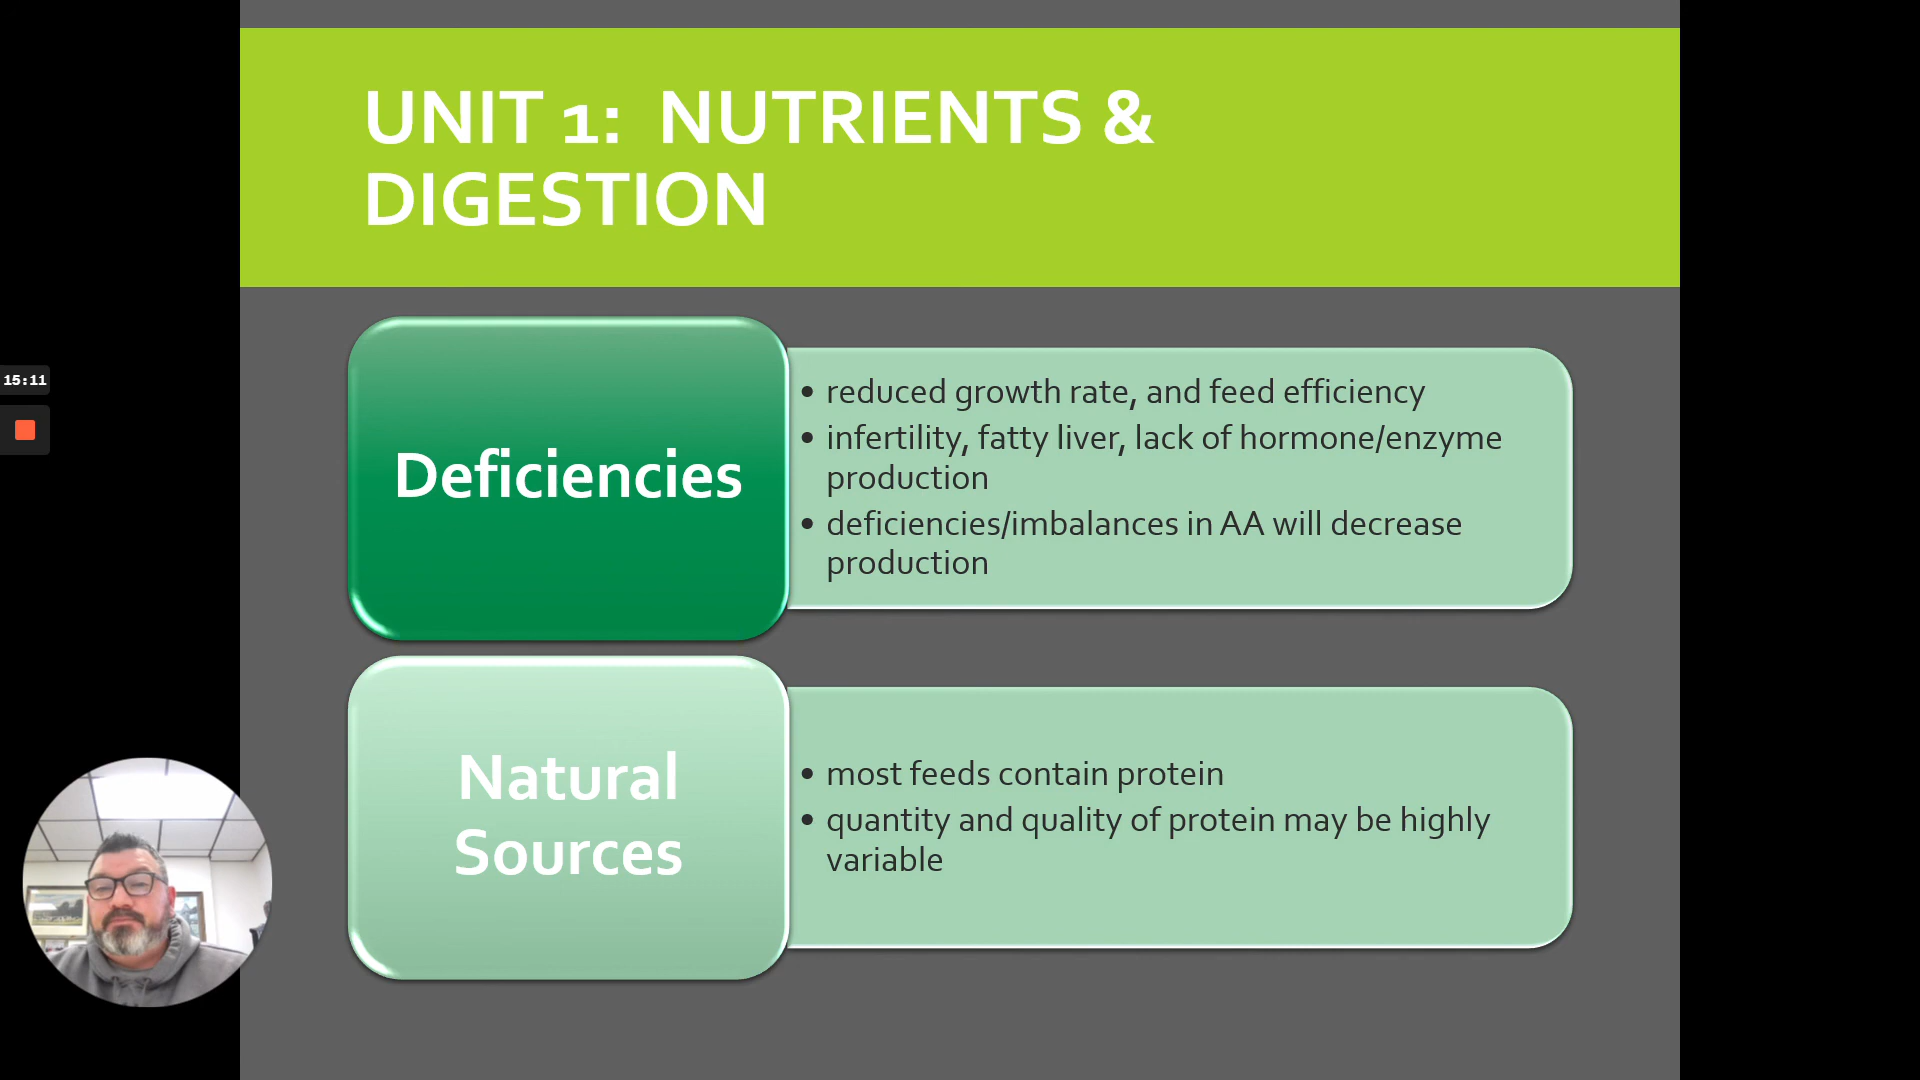 UNIT 1:  NUTRIENTS &
DIGESTION
Deficiencies
• reduced growth rate, and feed efficiency
• infertility, fatty liver, lack of hormone/enzyme
production
• deficiencies/imbalances in AA will decrease
production
15:11
Natural
Sources
• most feeds contain protein
• quantity and quality of protein may be highly
variable